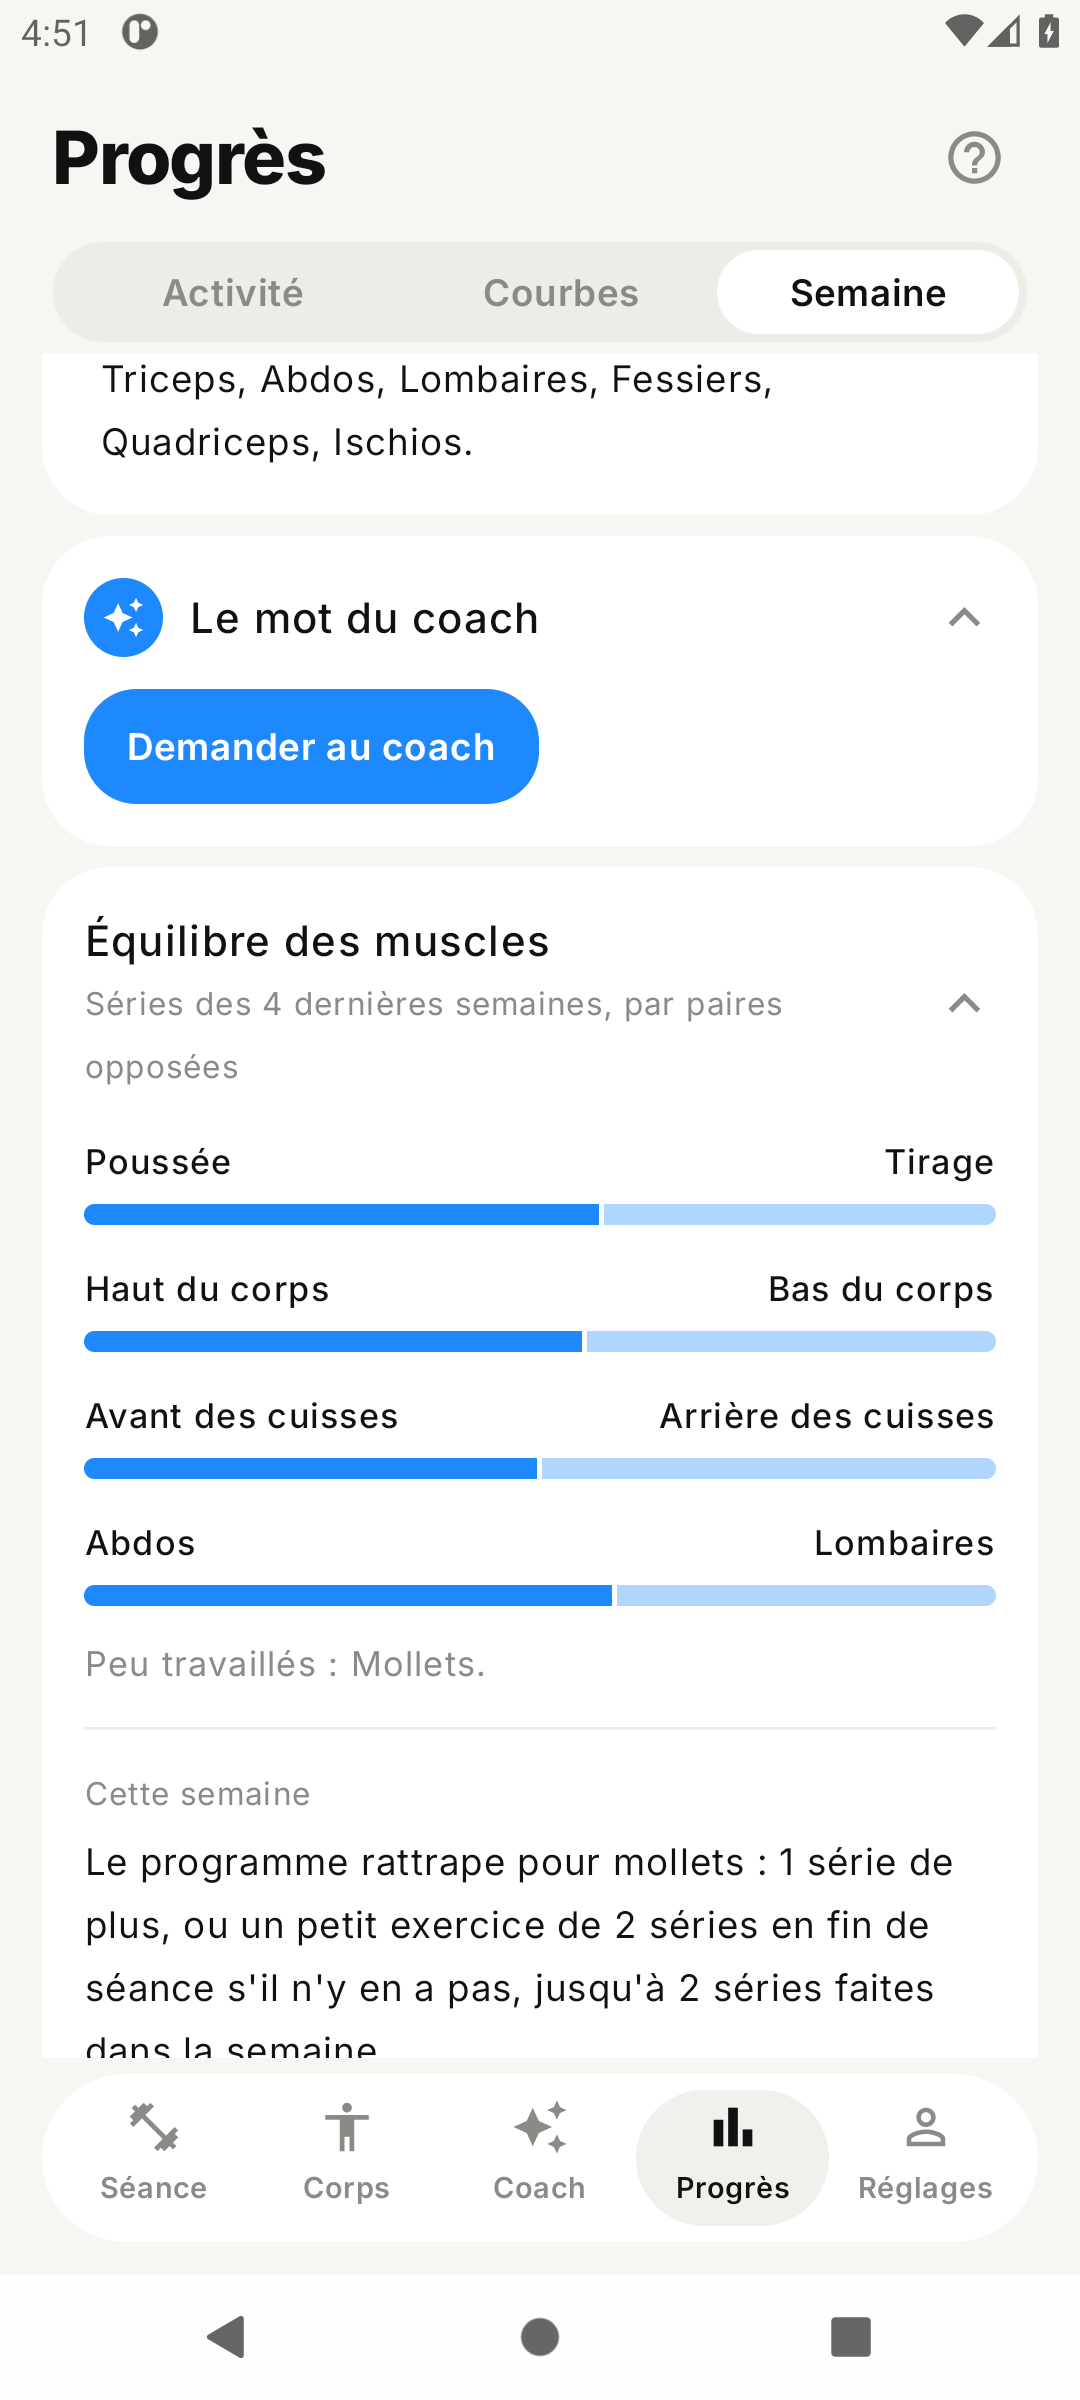 4:51
Progrès
Activité
Courbes
Semaine
Triceps, Abdos, Lombaires, Fessiers,
Quadriceps, Ischios.
Le mot du coach
Demander au coach
Équilibre des muscles
Séries des 4 dernières semaines, par paires
opposées
Poussée
Tirage
Haut du corps
Bas du corps
Avant des cuisses
Arrière des cuisses
Abdos
Lombaires
Peu travaillés : Mollets.
Cette semaine
Le programme rattrape pour mollets : 1 série de
plus, ou un petit exercice de 2 séries en fin de
séance s'il n'y en a pas, jusqu'à 2 séries faites
dans la semaine
Séance
Corps
Coach
Progrès
Réglages